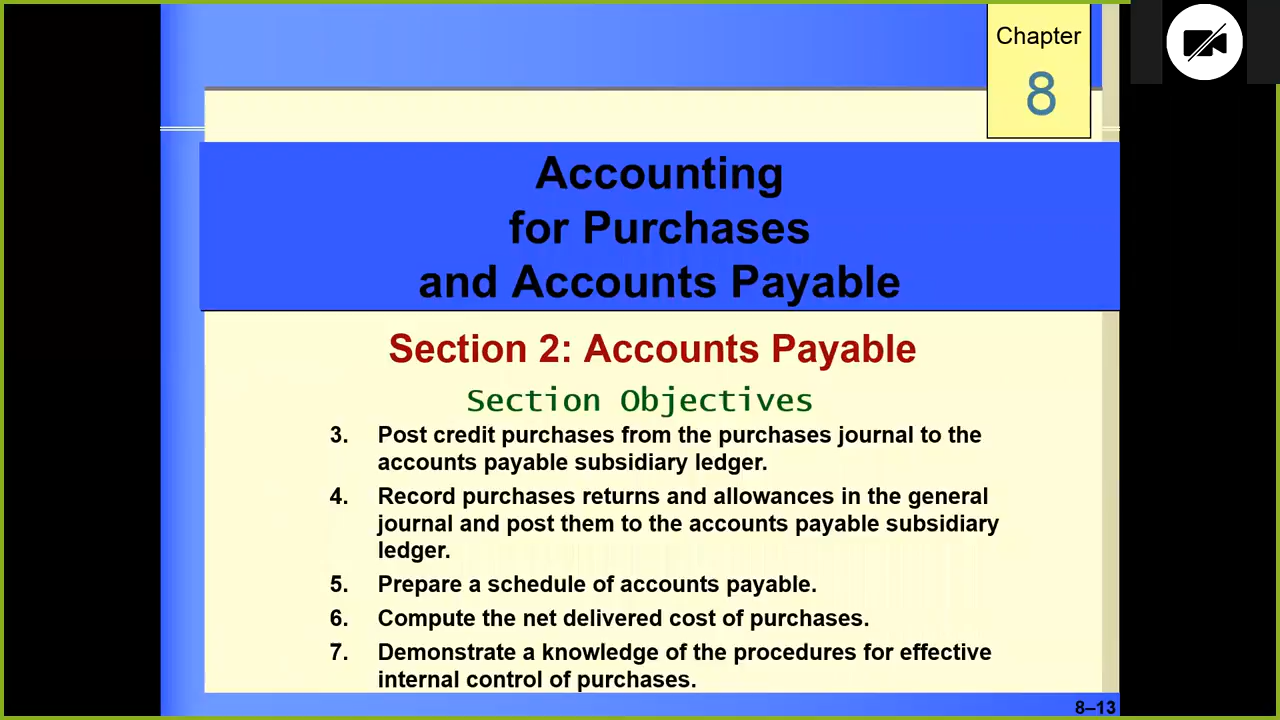 Chapter
8
Accounting
for Purchases
and Accounts Payable
Section 2: Accounts Payable
Section Objectives
3. Post credit purchases from the purchases journal to the
accounts payable subsidiary ledger.
4. Record purchases returns and allowances in the general
journal and post them to the accounts payable subsidiary
ledger.
5. Prepare a schedule of accounts payable.
6. Compute the net delivered cost of purchases.
7. Demonstrate a knowledge of the procedures for effective
internal control of purchases.
8–13